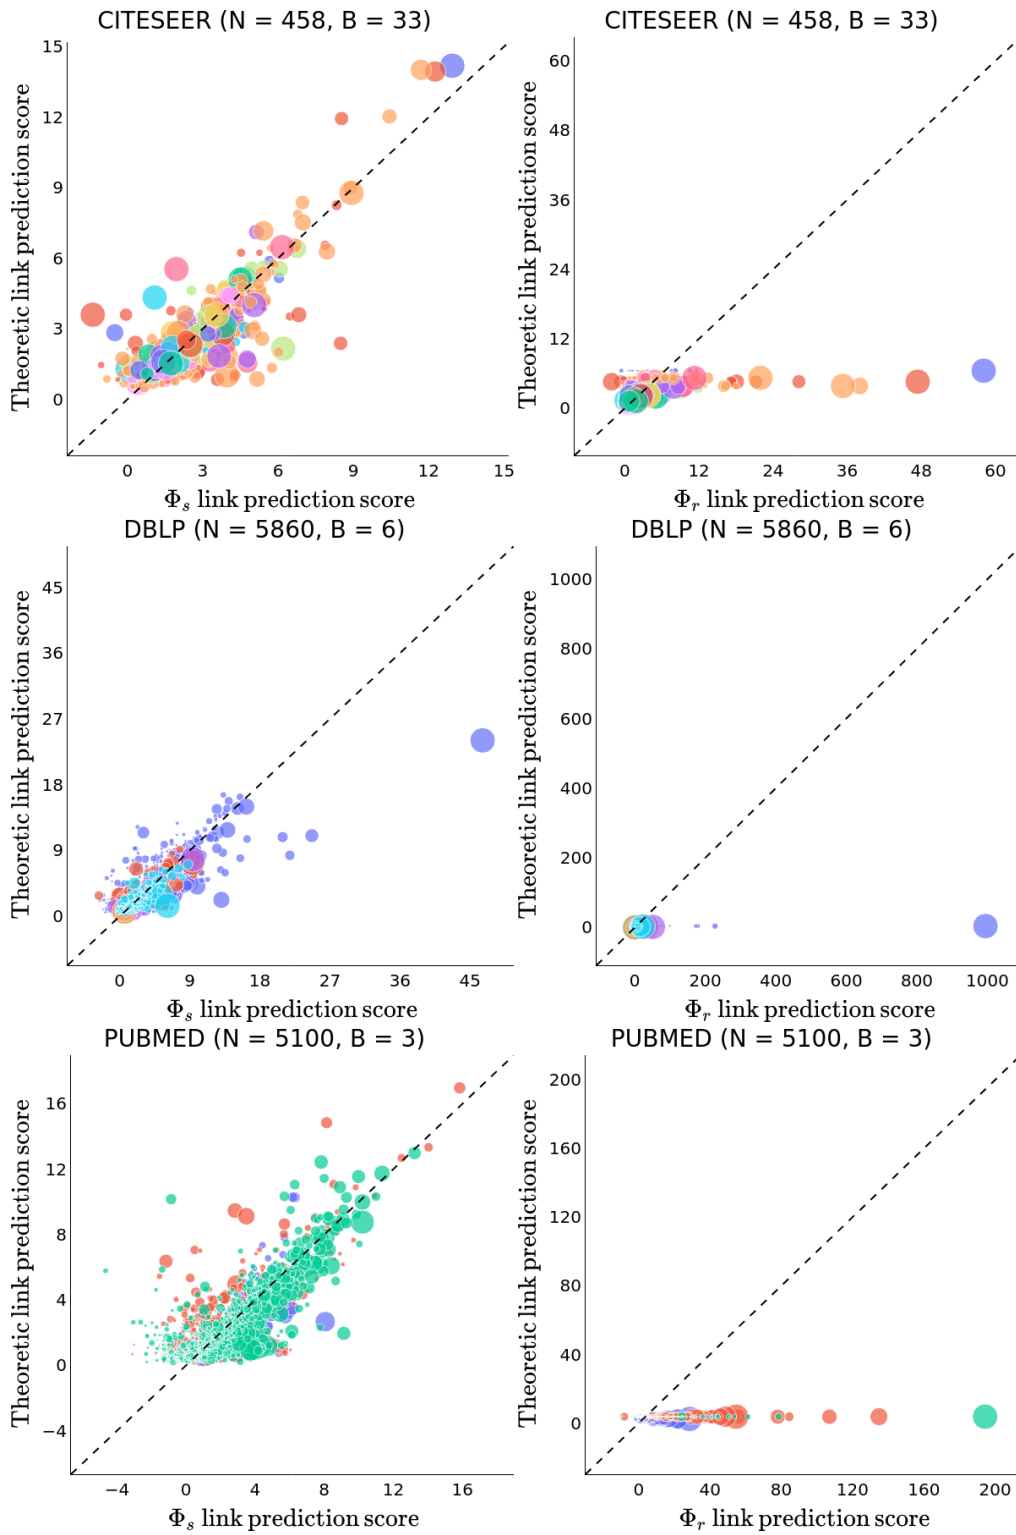 CITESEER (N = 458, B = 33)
Theoretic link prediction score
15
12
9
6
3
0
0 3 6 9 12 15
Φs link prediction score
CITESEER (N = 458, B = 33)
Theoretic link prediction score
60
48
36
24
12
0
0 12 24 36 48 60
Φr link prediction score
DBLP (N = 5860, B = 6)
Theoretic link prediction score
45
36
27
18
9
0
0 9 18 27 36 45
Φs link prediction score
DBLP (N = 5860, B = 6)
Theoretic link prediction score
1000
800
600
400
200
0
0 200 400 600 800 1000
Φr link prediction score
PUBMED (N = 5100, B = 3)
Theoretic link prediction score
16
12
8
4
0
−4
−4 0 4 8 12 16
Φs link prediction score
PUBMED (N = 5100, B = 3)
Theoretic link prediction score
200
160
120
80
40
0
0 40 80 120 160 200
Φr link prediction score